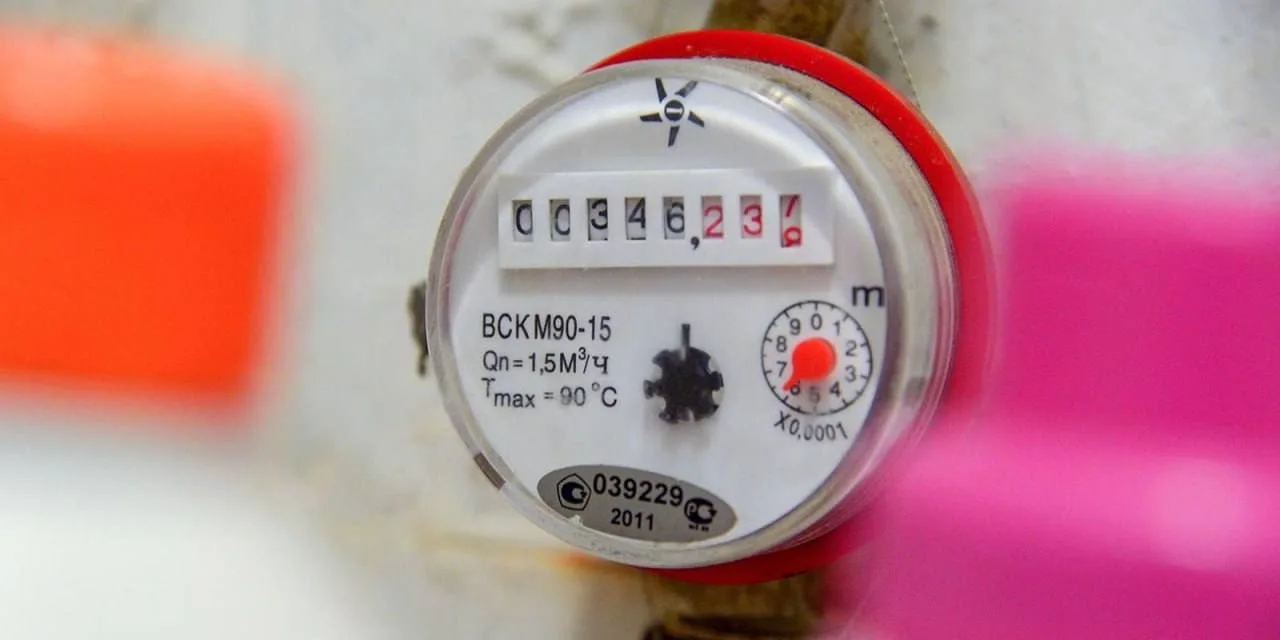 00346,237
m
ВСКМ90-15
Qn=1,5М³/Ч
Tmax = 90 °C
9 0 1
8 2
7 3
6 5 4
X0,0001
039229
2011